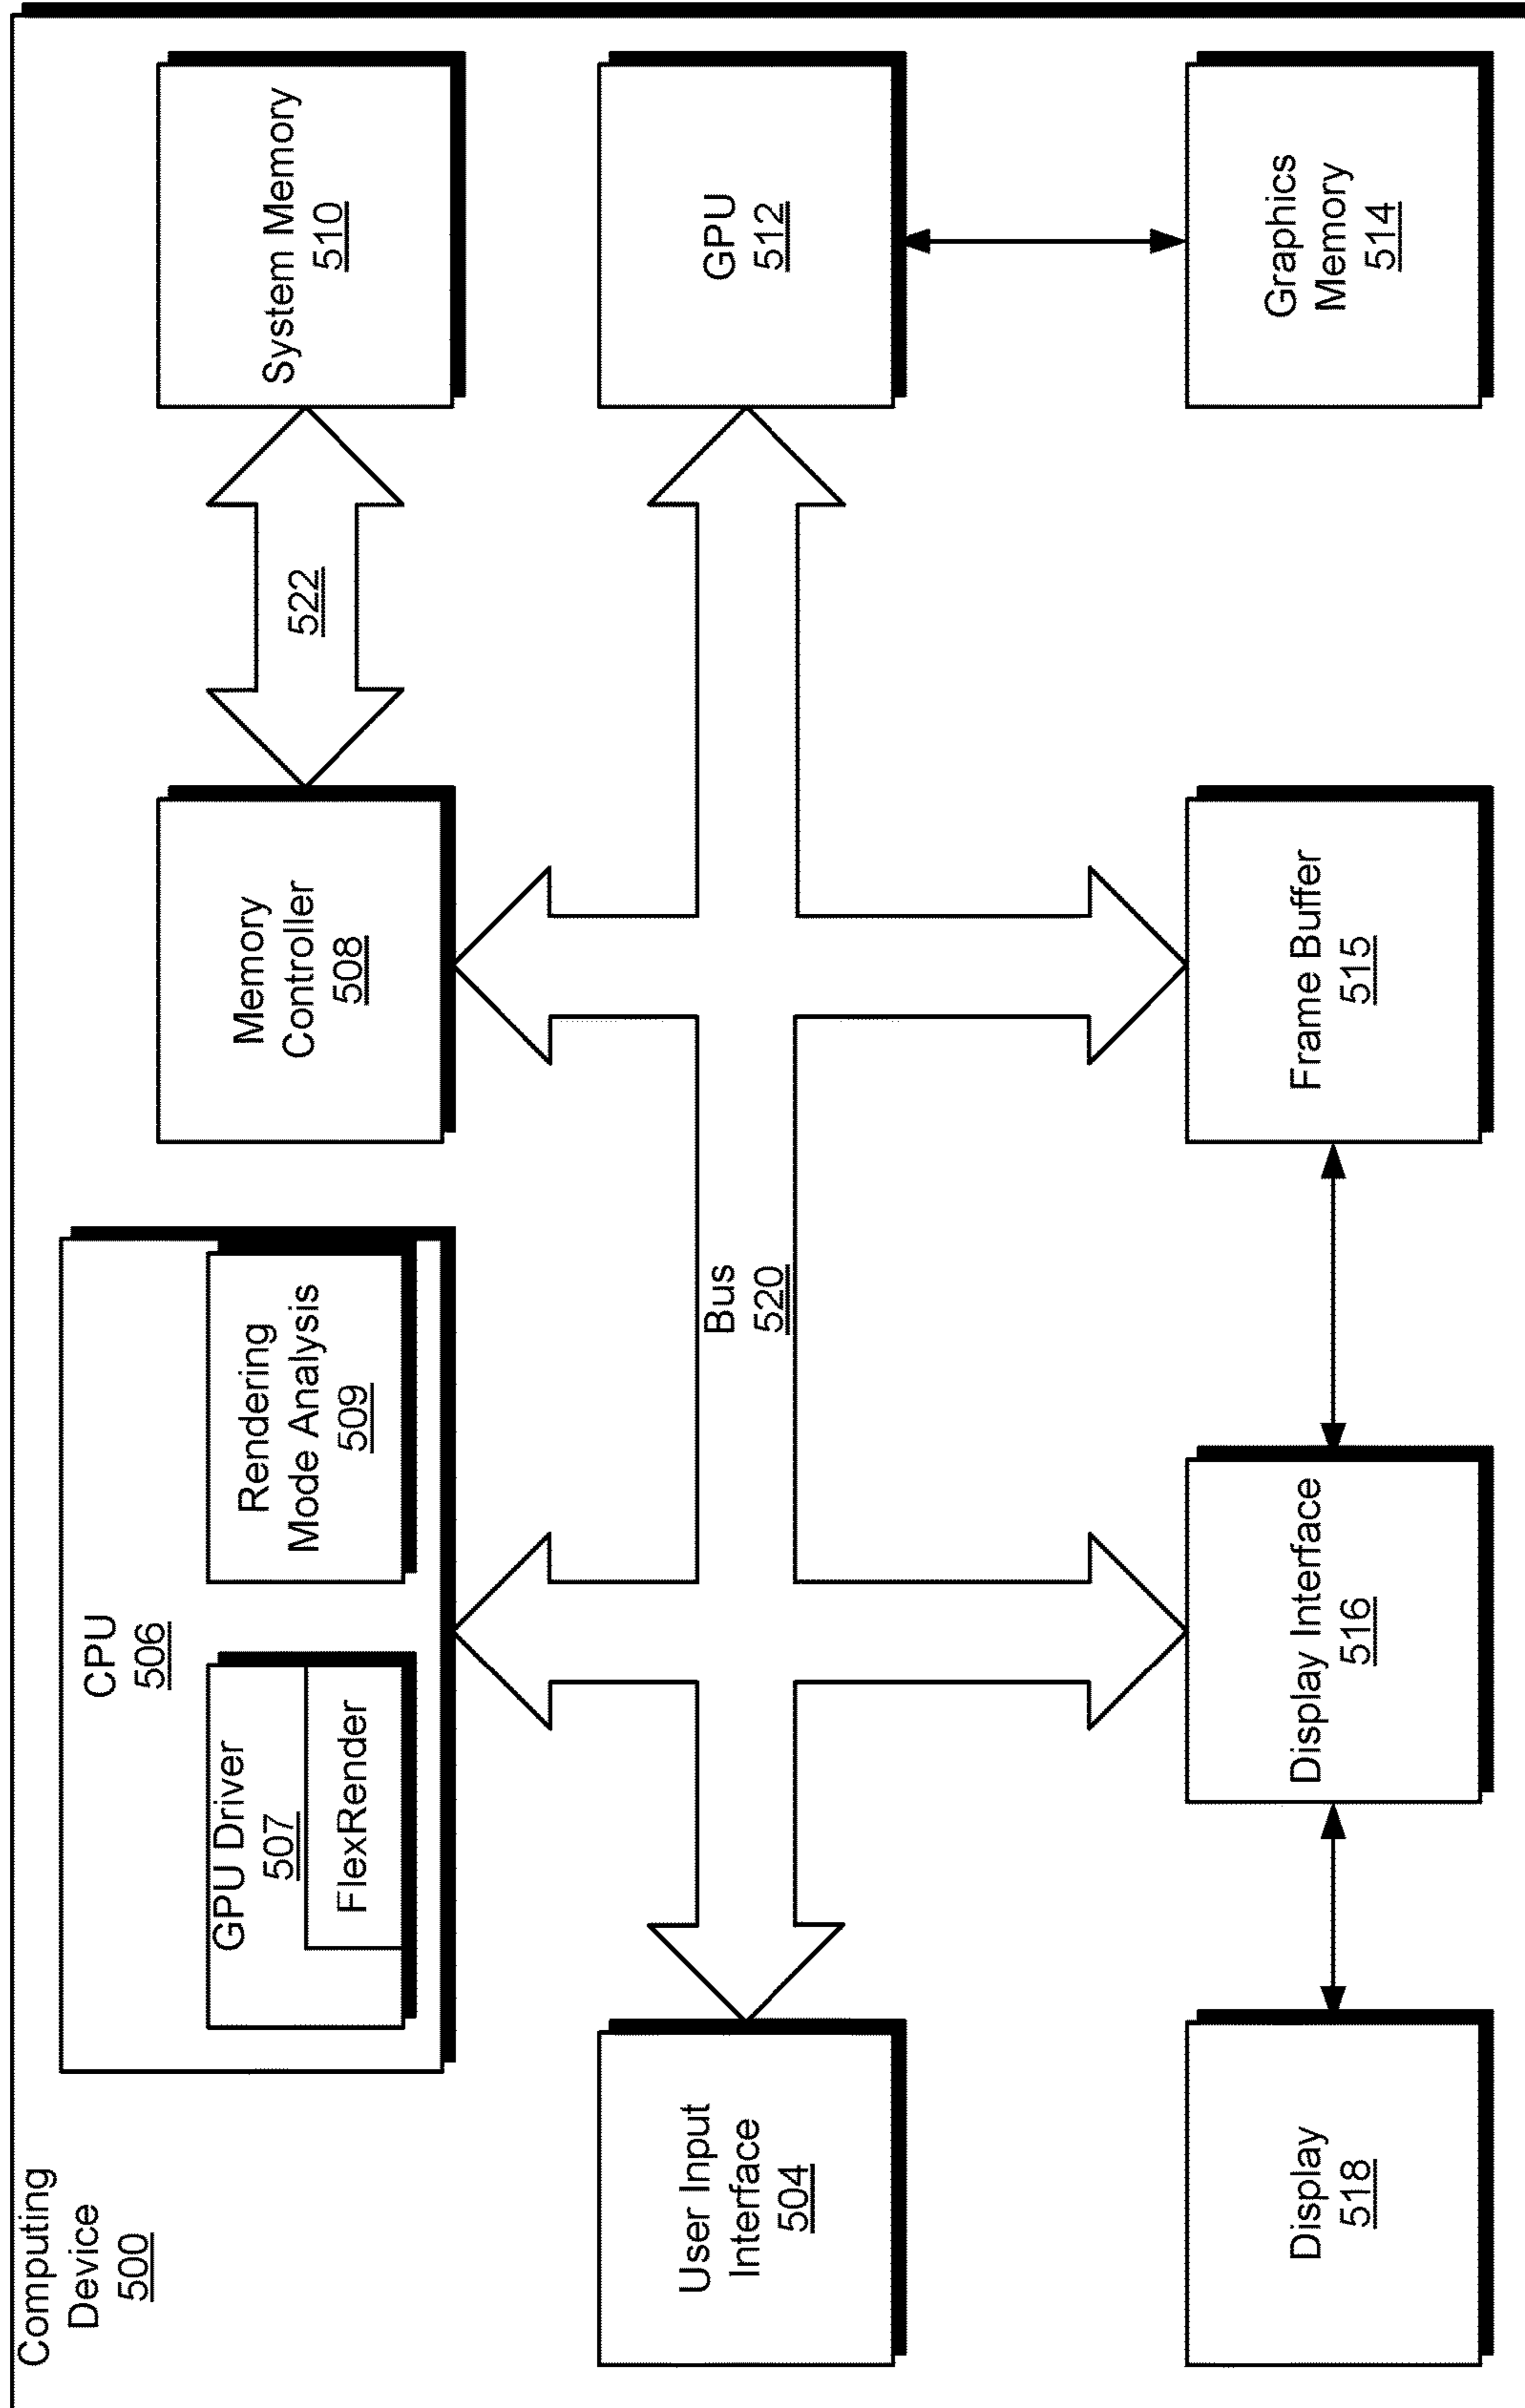 Computing
Device
500
CPU
506
GPU Driver
507
FlexRender
Rendering
Mode Analysis
509
Memory
Controller
508
522
System Memory
510
User Input
Interface
504
Bus
520
GPU
512
Display
518
Display Interface
516
Frame Buffer
515
Graphics
Memory
514